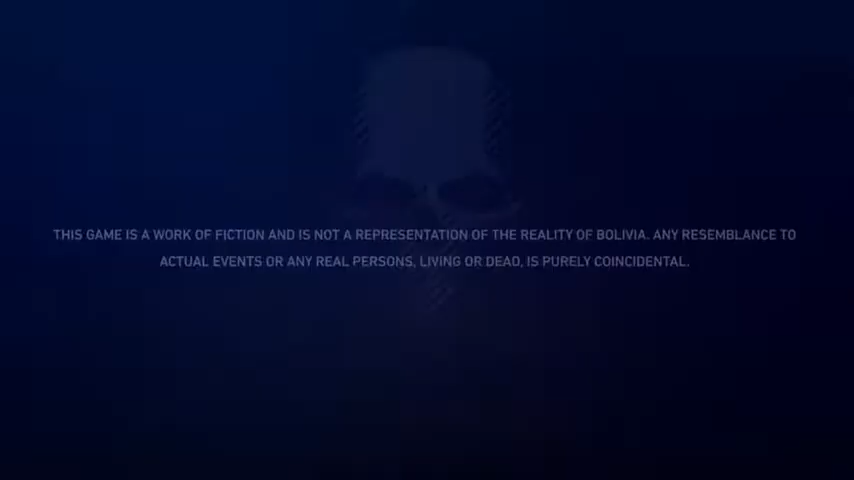 THIS GAME IS A WORK OF FICTION AND IS NOT A REPRESENTATION OF THE REALITY OF BOLIVIA. ANY RESEMBLANCE TO
ACTUAL EVENTS OR ANY REAL PERSONS, LIVING OR DEAD, IS PURELY COINCIDENTAL.